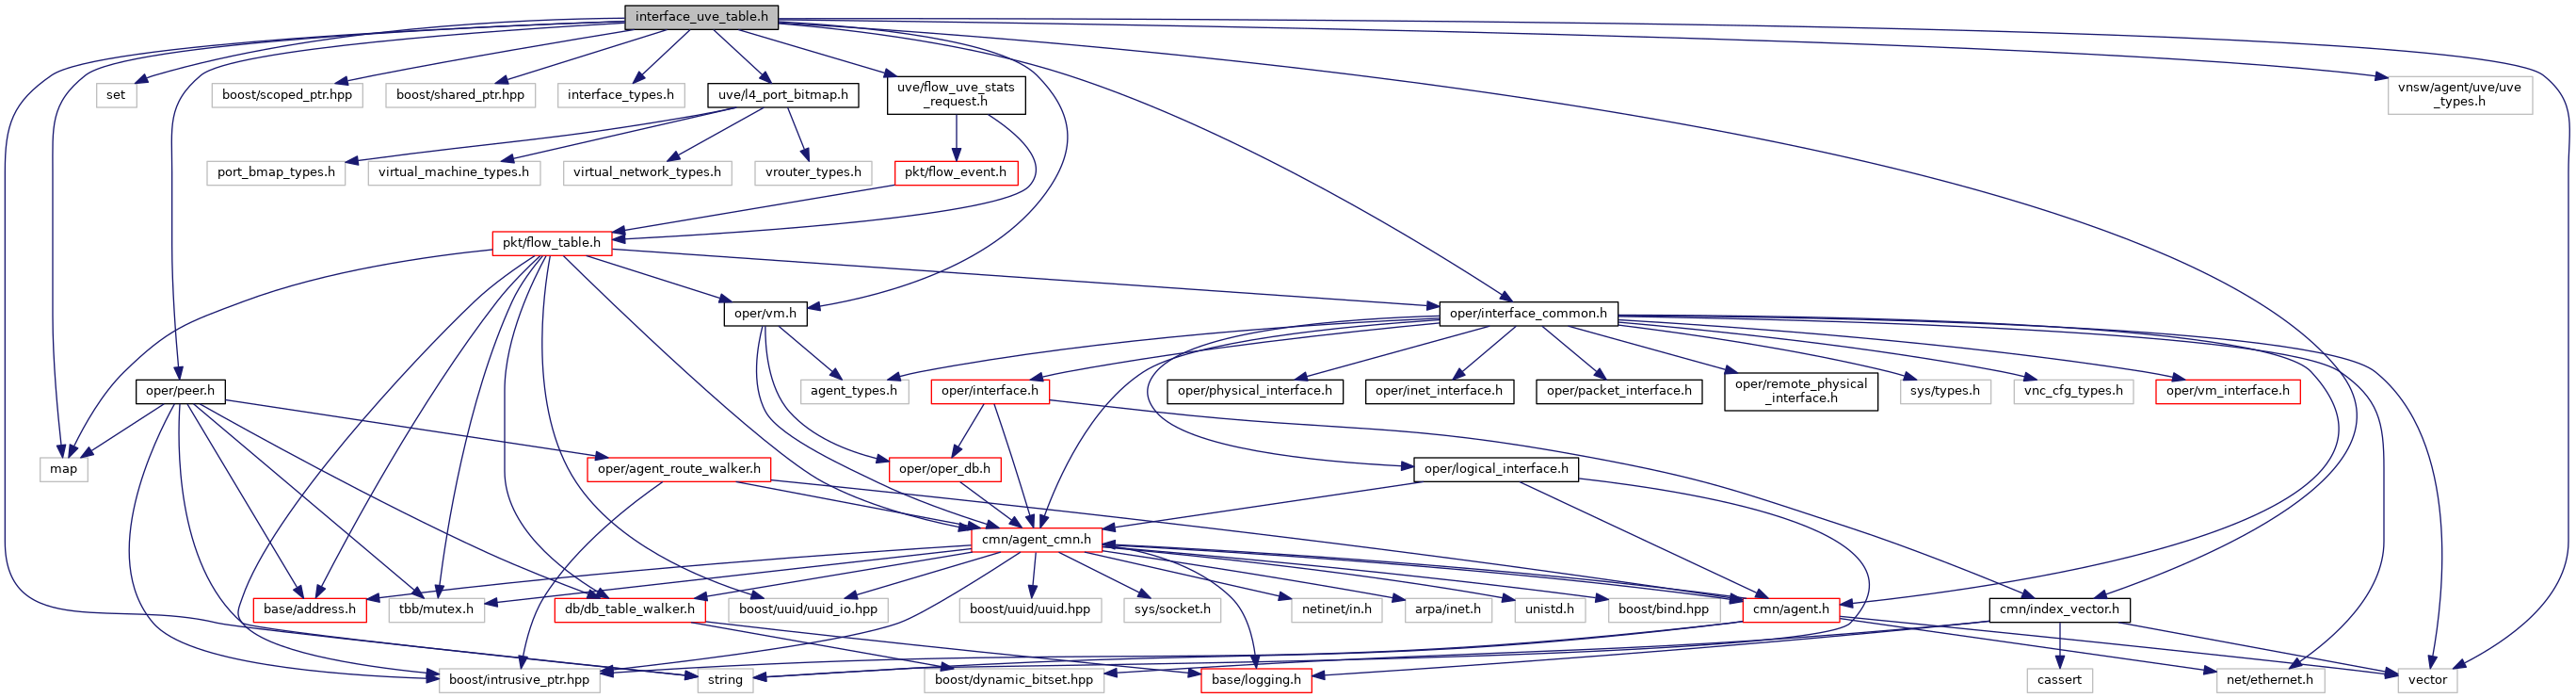 interface_uve_table.h
set
boost/scoped_ptr.hpp
boost/shared_ptr.hpp
interface_types.h
uve/l4_port_bitmap.h
uve/flow_uve_stats
_request.h
vnsw/agent/uve/uve
_types.h
port_bmap_types.h
virtual_machine_types.h
virtual_network_types.h
vrouter_types.h
pkt/flow_event.h
pkt/flow_table.h
oper/vm.h
oper/interface_common.h
oper/peer.h
agent_types.h
oper/interface.h
oper/physical_interface.h
oper/inet_interface.h
oper/packet_interface.h
oper/remote_physical
_interface.h
sys/types.h
vnc_cfg_types.h
oper/vm_interface.h
map
oper/agent_route_walker.h
oper/oper_db.h
oper/logical_interface.h
cmn/agent_cmn.h
base/address.h
tbb/mutex.h
db/db_table_walker.h
boost/uuid/uuid_io.hpp
boost/uuid/uuid.hpp
sys/socket.h
netinet/in.h
arpa/inet.h
unistd.h
boost/bind.hpp
cmn/agent.h
cmn/index_vector.h
boost/intrusive_ptr.hpp
string
boost/dynamic_bitset.hpp
base/logging.h
cassert
net/ethernet.h
vector